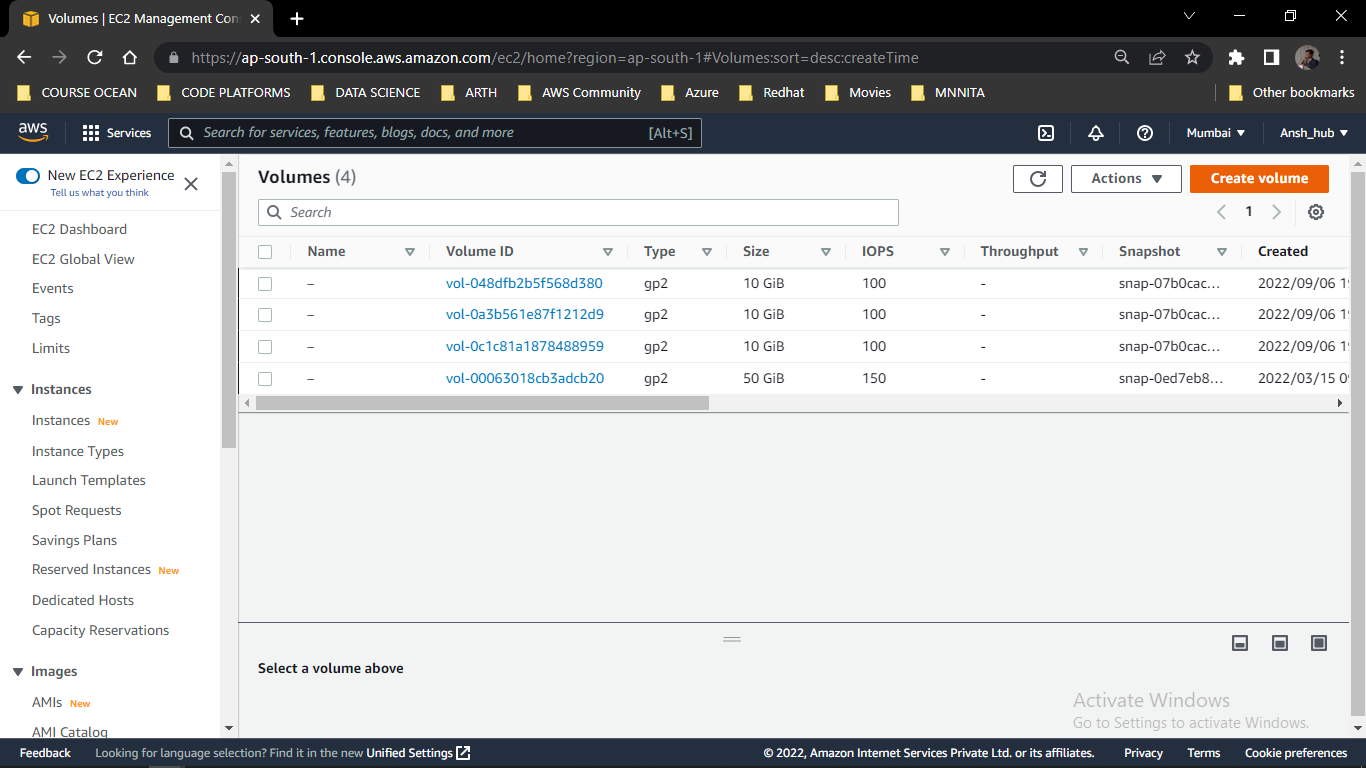 Volumes | EC2 Management Con
https://ap-south-1.console.aws.amazon.com/ec2/home?region=ap-south-1#Volumes:sort=desc:createTime
COURSE OCEAN CODE PLATFORMS DATA SCIENCE ARTH AWS Community Azure Redhat Movies MNNITA Other bookmarks
aws Services Search for services, features, blogs, docs, and more [Alt+S] Mumbai Ansh_hub
New EC2 Experience
Tell us what you think
EC2 Dashboard
EC2 Global View
Events
Tags
Limits
Instances
Instances New
Instance Types
Launch Templates
Spot Requests
Savings Plans
Reserved Instances New
Dedicated Hosts
Capacity Reservations
Images
AMIs New
AMI Catalog
Volumes (4)
Actions Create volume
Search
1
Name Volume ID Type Size IOPS Throughput Snapshot Created
– vol-048dfb2b5f568d380 gp2 10 GiB 100 - snap-07b0cac... 2022/09/06 19
– vol-0a3b561e87f1212d9 gp2 10 GiB 100 - snap-07b0cac... 2022/09/06 19
– vol-0c1c81a1878488959 gp2 10 GiB 100 - snap-07b0cac... 2022/09/06 19
– vol-00063018cb3adcb20 gp2 50 GiB 150 - snap-0ed7eb8... 2022/03/15 09
Select a volume above
Activate Windows
Go to Settings to activate Windows.
Feedback Looking for language selection? Find it in the new Unified Settings © 2022, Amazon Internet Services Private Ltd. or its affiliates. Privacy Terms Cookie preferences